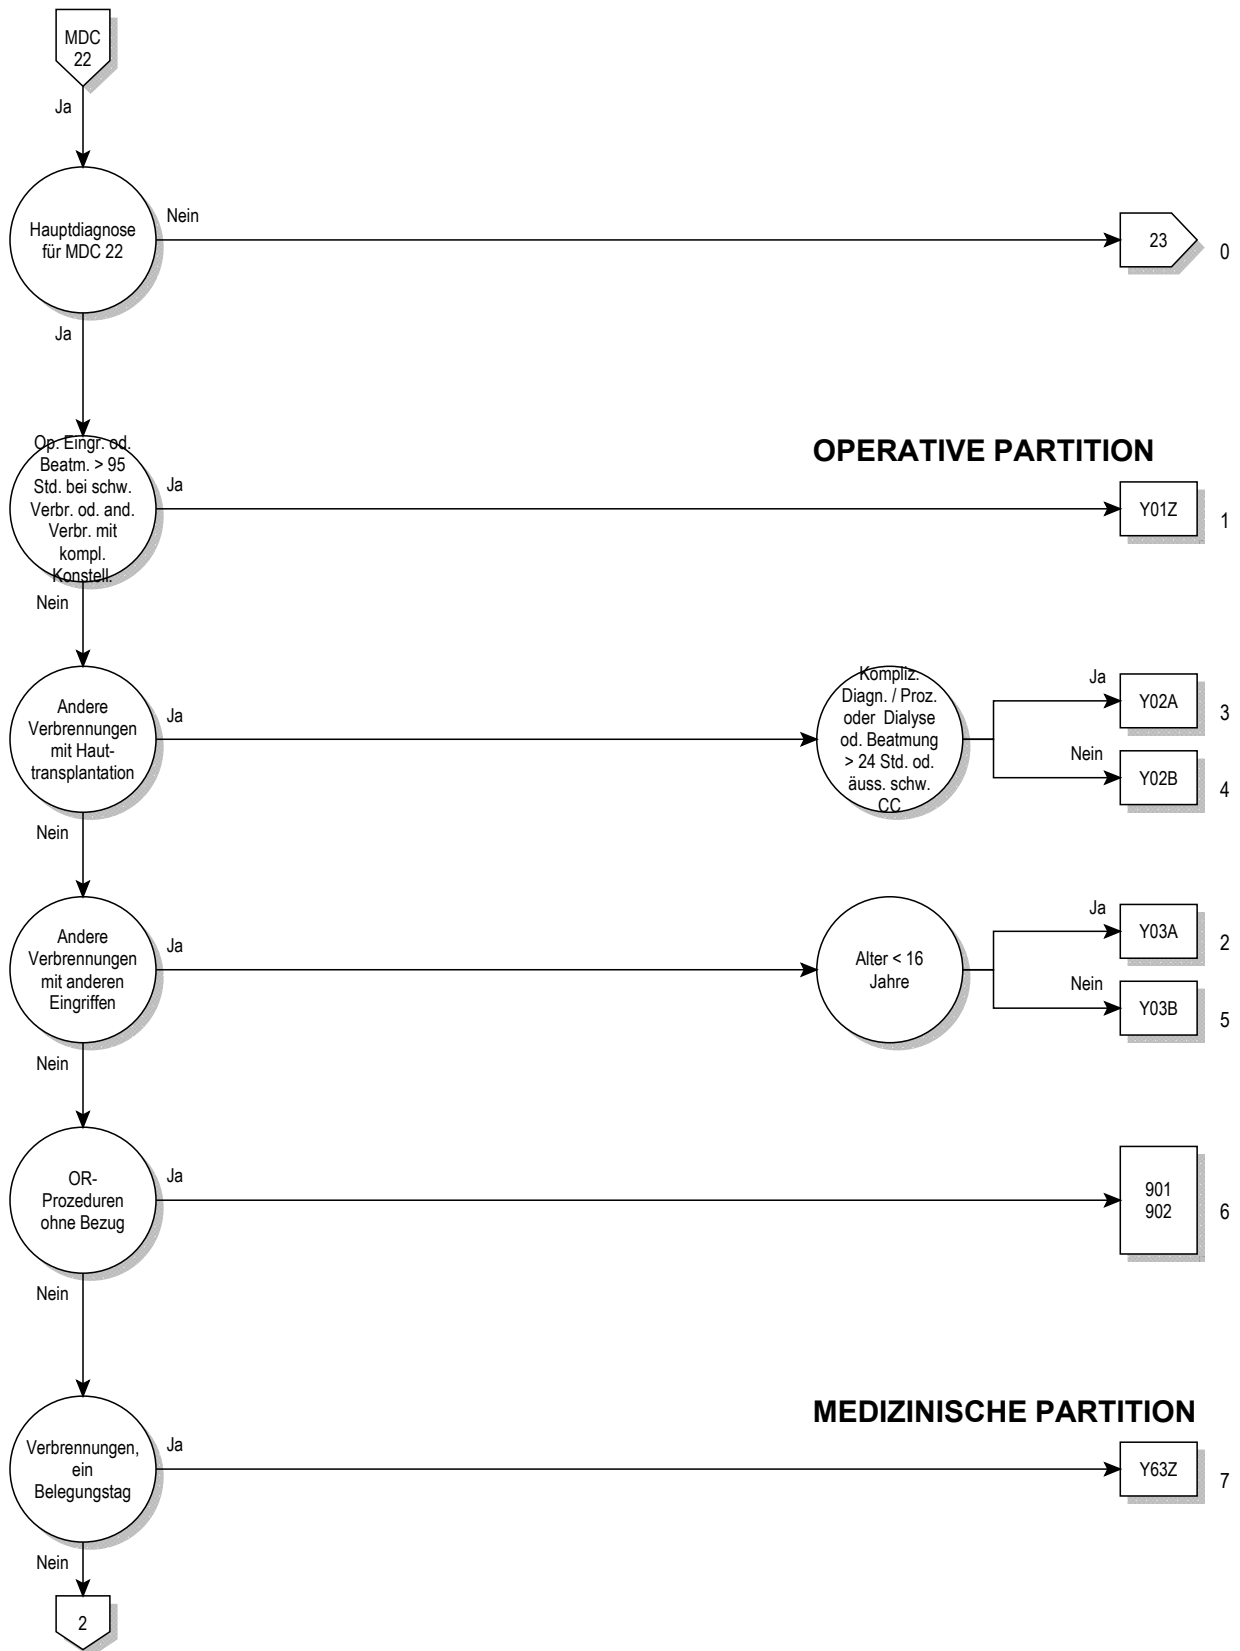 MDC
22
Ja
Hauptdiagnose
für MDC 22
Nein
23
0
Ja
OPERATIVE PARTITION
Op. Eingr. od.
Beatm. > 95
Std. bei schw.
Verbr. od. and.
Verbr. mit
kompl.
Konstell.
Ja
Y01Z
1
Nein
Andere
Verbrennungen
mit Haut-
transplantation
Ja
Kompliz.
Diagn. / Proz.
oder Dialyse
od. Beatmung
> 24 Std. od.
äuss. schw.
CC
Ja
Y02A
3
Nein
Y02B
4
Nein
Andere
Verbrennungen
mit anderen
Eingriffen
Ja
Alter < 16
Jahre
Ja
Y03A
2
Nein
Y03B
5
Nein
OR-
Prozeduren
ohne Bezug
Ja
901
902
6
Nein
MEDIZINISCHE PARTITION
Verbrennungen,
ein
Belegungstag
Ja
Y63Z
7
Nein
2